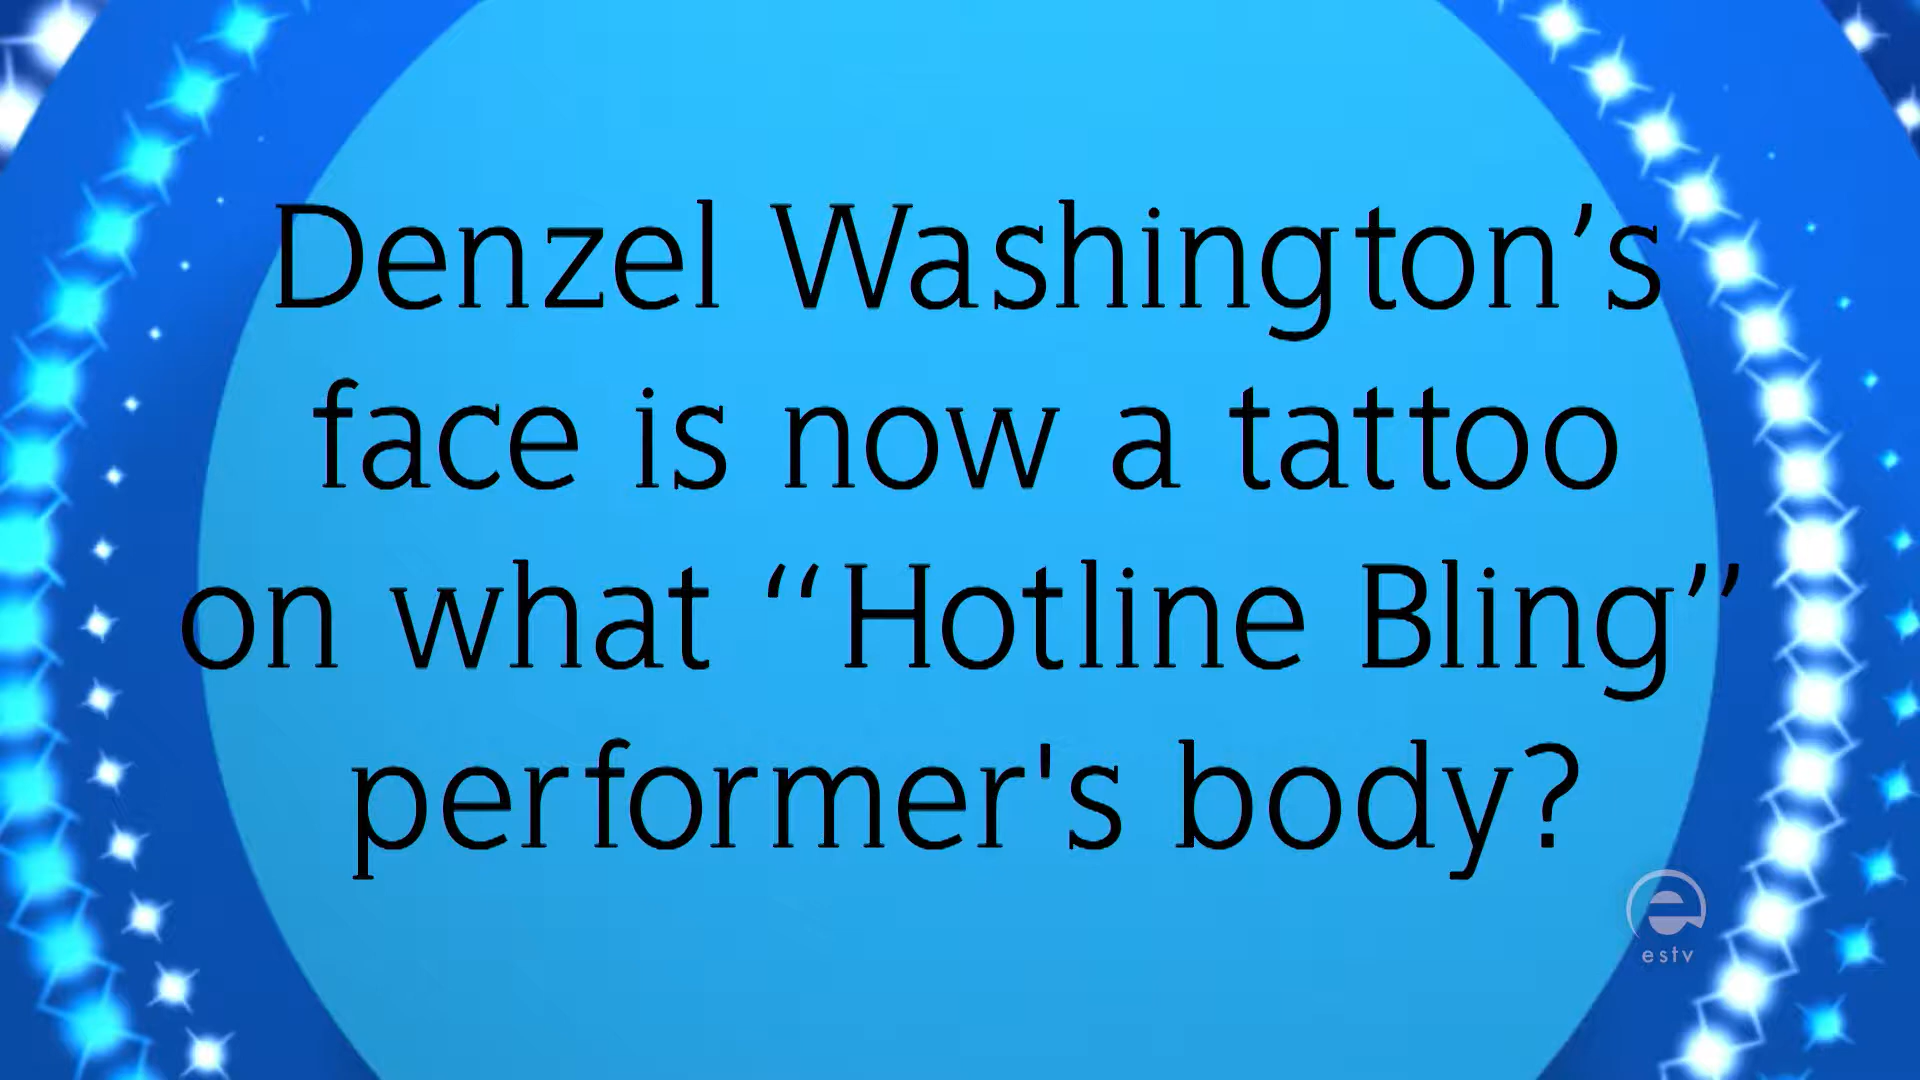 Denzel Washington’s
face is now a tattoo
on what “Hotline Bling”
performer's body?
estv